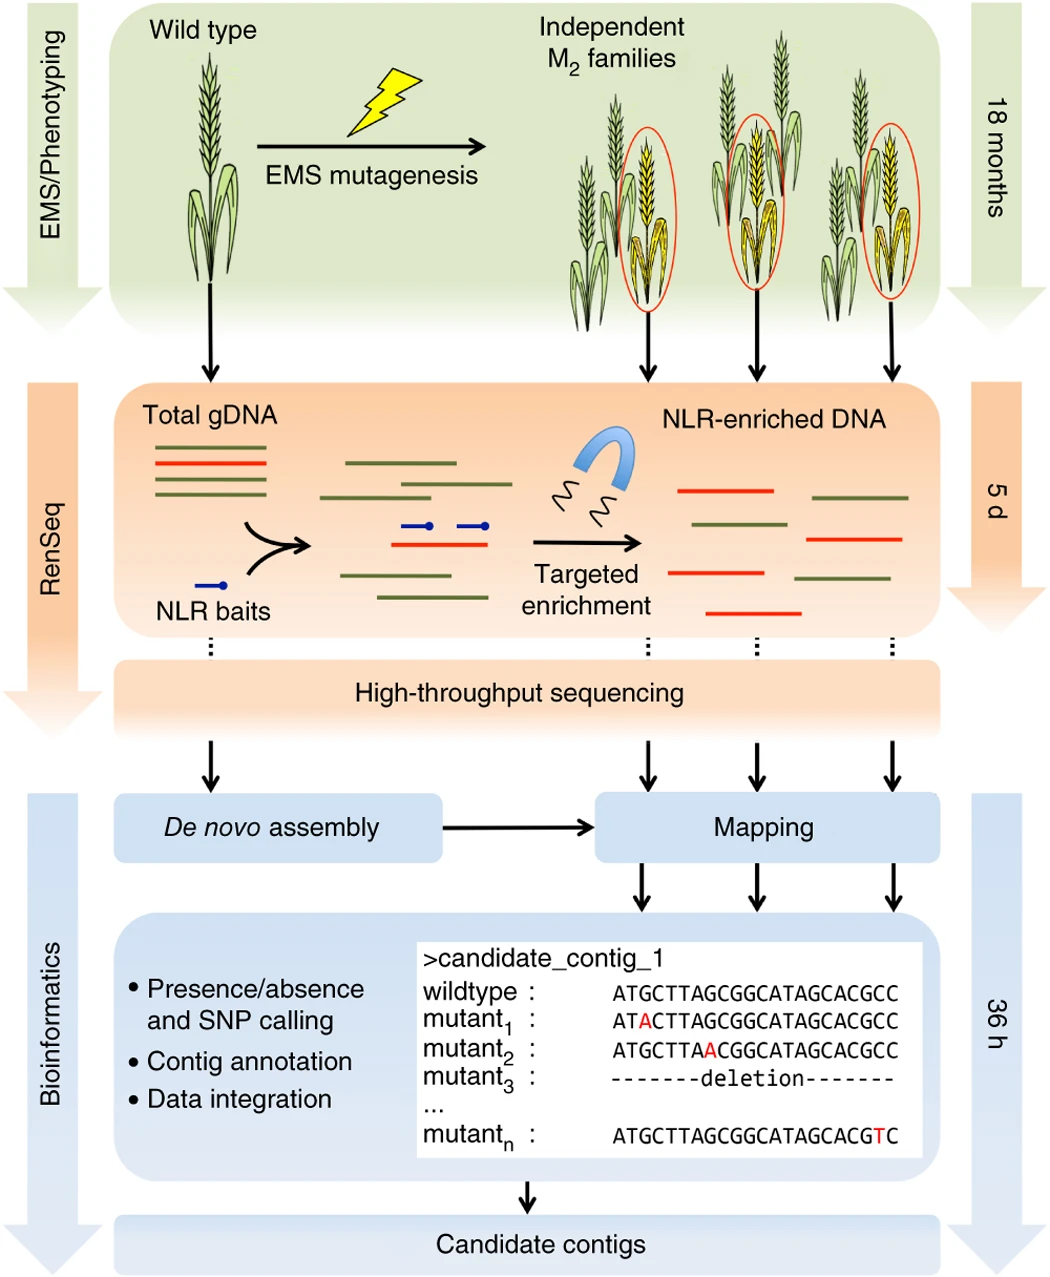 EMS/Phenotyping
Wild type
EMS mutagenesis
Independent
M2 families
18 months
RenSeq
Total gDNA
NLR baits
Targeted
enrichment
NLR-enriched DNA
5 d
High-throughput sequencing
Bioinformatics
De novo assembly
Mapping
36 h
• Presence/absence
and SNP calling
• Contig annotation
• Data integration
>candidate_contig_1
wildtype : ATGCTTAGCGGCATAGCACGCC
mutant1 : ATACTTAGCGGCATAGCACGCC
mutant2 : ATGCTTAACGGCATAGCACGCC
mutant3 : -------deletion-------
...
mutantn : ATGCTTAGCGGCATAGCACGTC
Candidate contigs